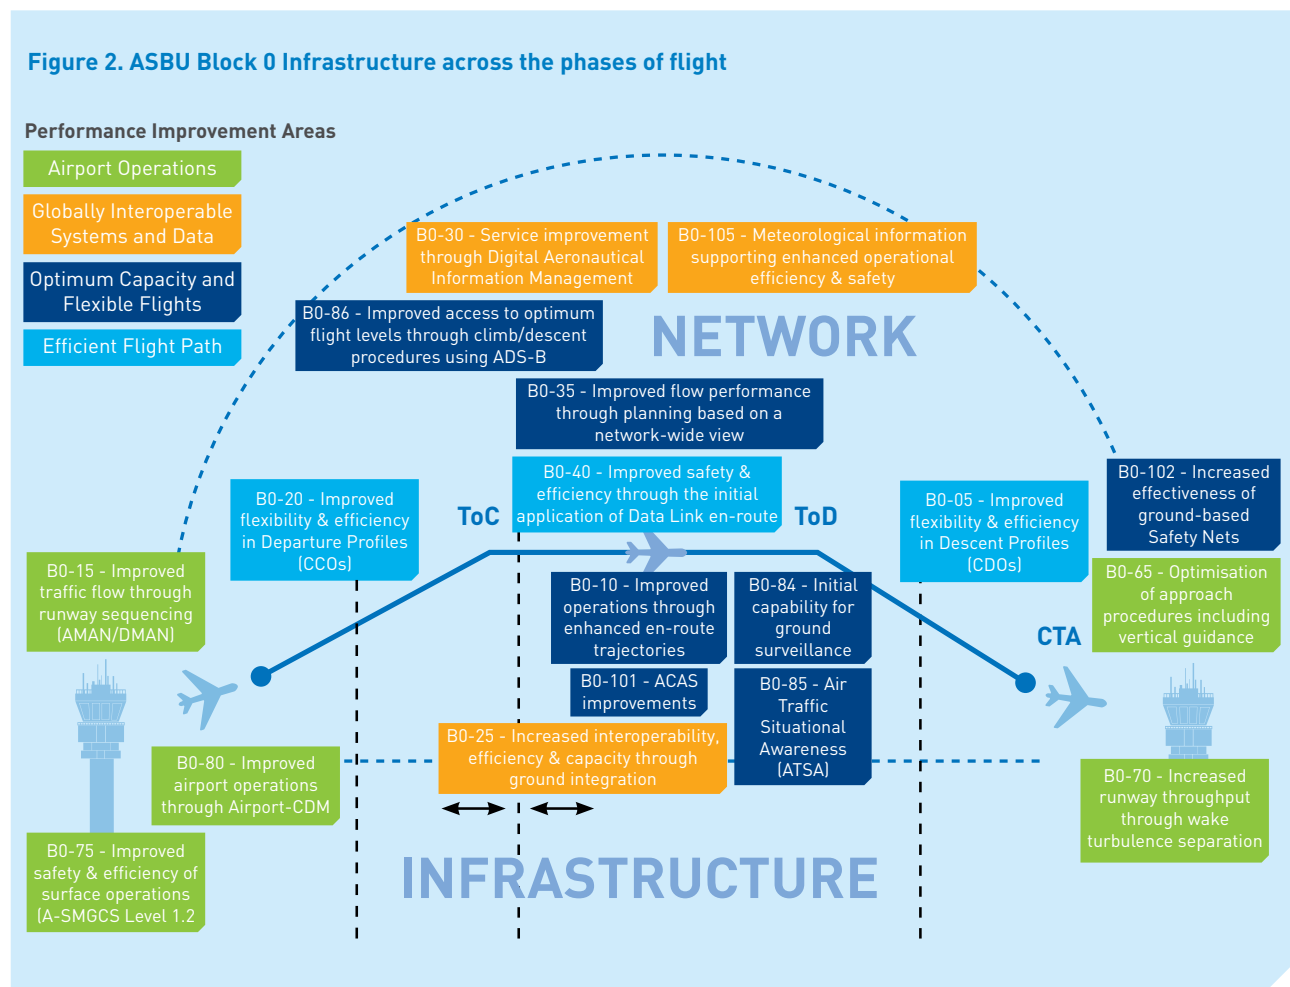 Figure 2. ASBU Block 0 Infrastructure across the phases of flight
Performance Improvement Areas
Airport Operations
Globally Interoperable
Systems and Data
Optimum Capacity and
Flexible Flights
Efficient Flight Path
B0-30 - Service improvement
through Digital Aeronautical
Information Management
B0-105 - Meteorological information
supporting enhanced operational
efficiency & safety
B0-86 - Improved access to optimum
flight levels through climb/descent
procedures using ADS-B
NETWORK
B0-35 - Improved flow performance
through planning based on a
network-wide view
B0-40 - Improved safety &
efficiency through the initial
application of Data Link en-route
B0-20 - Improved
flexibility & efficiency
in Departure Profiles
(CCOs)
ToC
ToD
B0-05 - Improved
flexibility & efficiency
in Descent Profiles
(CDOs)
B0-102 - Increased
effectiveness of
ground-based
Safety Nets
B0-15 - Improved
traffic flow through
runway sequencing
(AMAN/DMAN)
B0-10 - Improved
operations through
enhanced en-route
trajectories
B0-84 - Initial
capability for
ground
surveillance
B0-65 - Optimisation
of approach
procedures including
vertical guidance
CTA
B0-101 - ACAS
improvements
B0-85 - Air
Traffic
Situational
Awareness
(ATSA)
B0-25 - Increased interoperability,
efficiency & capacity through
ground integration
B0-80 - Improved
airport operations
through Airport-CDM
B0-70 - Increased
runway throughput
through wake
turbulence separation
B0-75 - Improved
safety & efficiency of
surface operations
(A-SMGCS Level 1.2
INFRASTRUCTURE